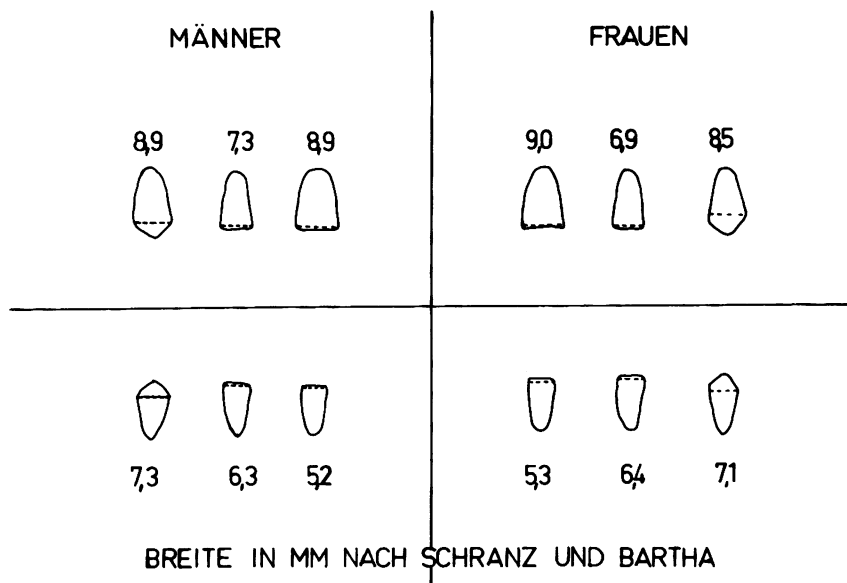 MÄNNER FRAUEN
8,9 7,3 8,9 9,0 6,9 8,5
7,3 6,3 5,2 5,3 6,4 7,1
BREITE IN MM NACH SCHRANZ UND BARTHA